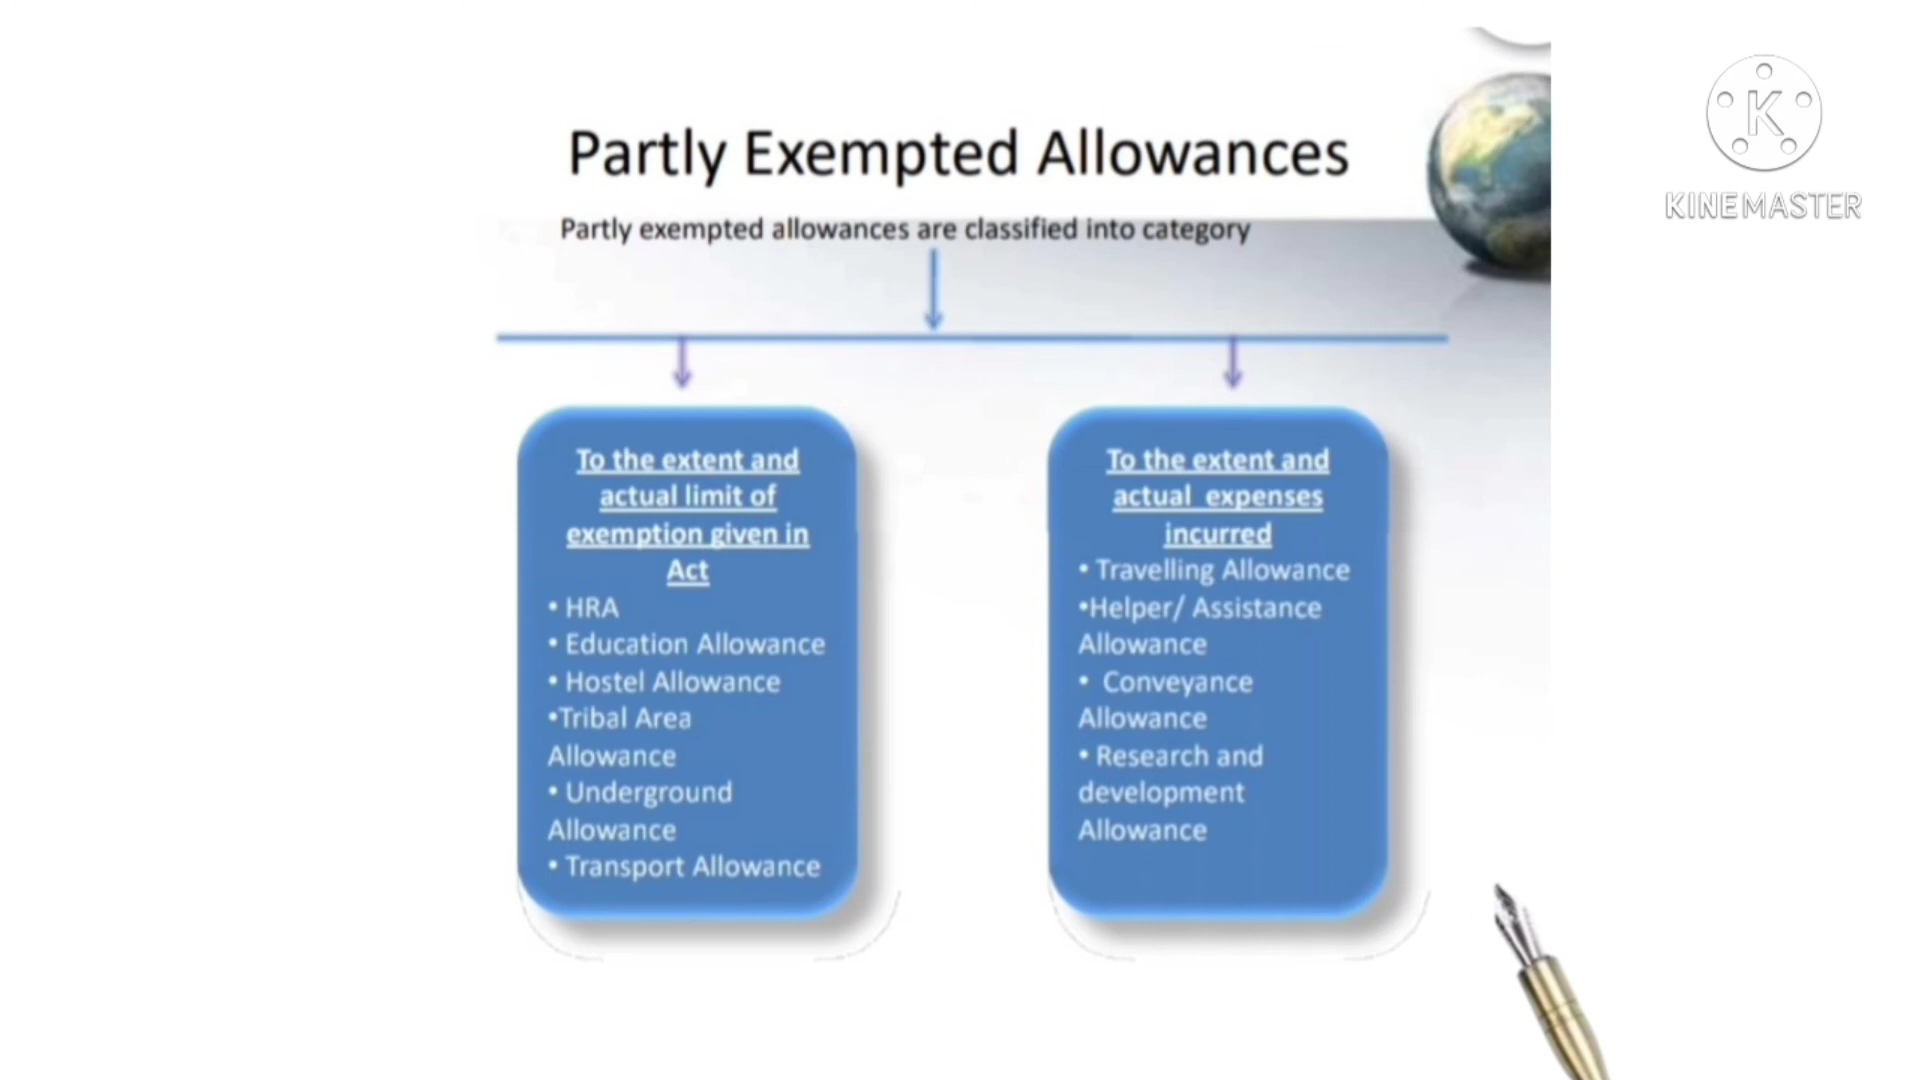 Partly Exempted Allowances
Partly exempted allowances are classified into category
To the extent and
actual limit of
exemption given in
Act
• HRA
• Education Allowance
• Hostel Allowance
•Tribal Area
Allowance
• Underground
Allowance
• Transport Allowance
To the extent and
actual expenses
incurred
• Travelling Allowance
•Helper/ Assistance
Allowance
• Conveyance
Allowance
• Research and
development
Allowance
K
KINEMASTER